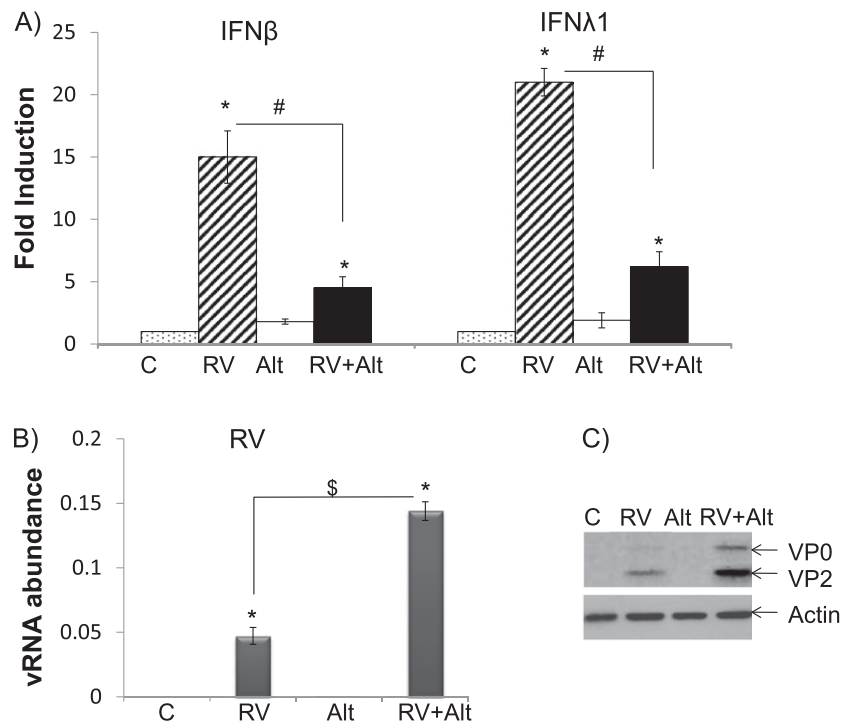 A)
IFNβ
IFNλ1
Fold Induction
25
20
15
10
5
0
*
#
*
*
#
*
C RV Alt RV+Alt C RV Alt RV+Alt
B)
RV
vRNA abundance
0.2
0.15
0.1
0.05
0
*
$
*
C RV Alt RV+Alt
C)
C RV Alt RV+Alt
VP0
VP2
Actin